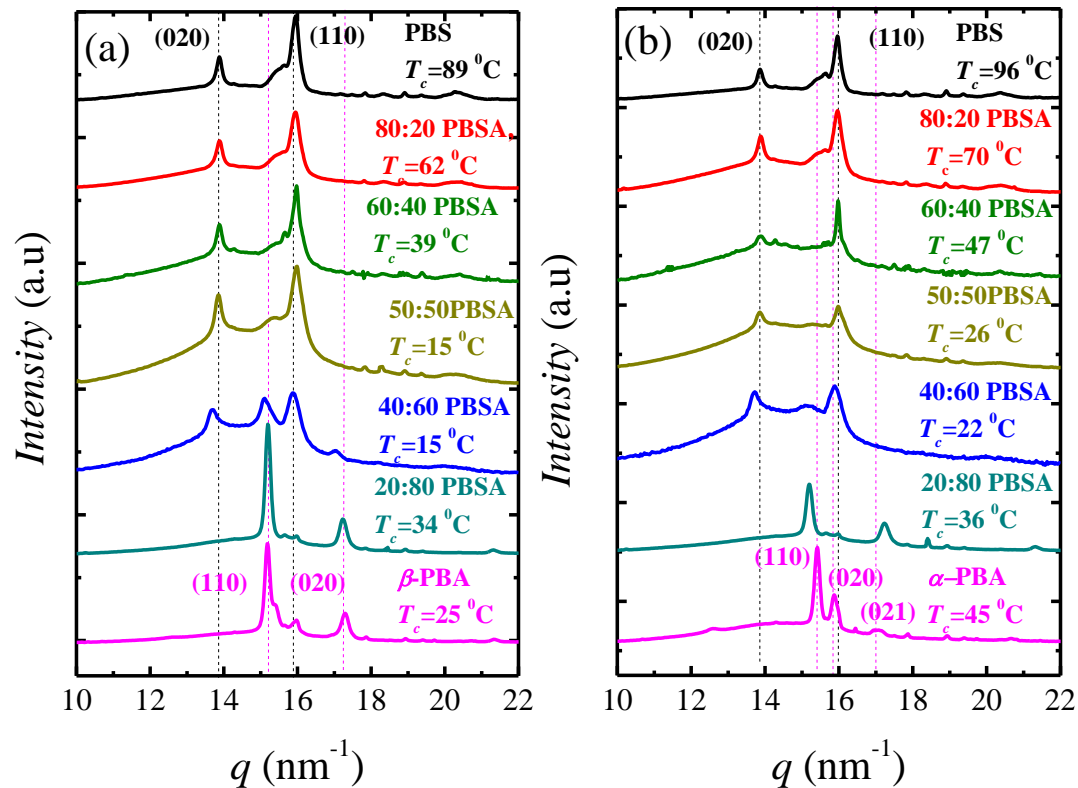 (a)
(020)
(110)
PBS
T_c=89 ⁰C
80:20 PBSA,
T_c=62 ⁰C
60:40 PBSA
T_c=39 ⁰C
50:50PBSA
T_c=15 ⁰C
40:60 PBSA
T_c=15 ⁰C
20:80 PBSA
T_c=34 ⁰C
(110)
(020)
β-PBA
T_c=25 ⁰C
10 12 14 16 18 20 22
q (nm⁻¹)
Intensity (a.u)
(b)
(020)
(110)
PBS
T_c=96 ⁰C
80:20 PBSA
T_c=70 ⁰C
60:40 PBSA
T_c=47 ⁰C
50:50PBSA
T_c=26 ⁰C
40:60 PBSA
T_c=22 ⁰C
20:80 PBSA
T_c=36 ⁰C
(110)
(020)
(021)
α–PBA
T_c=45 ⁰C
10 12 14 16 18 20 22
q (nm⁻¹)
Intensity (a.u)